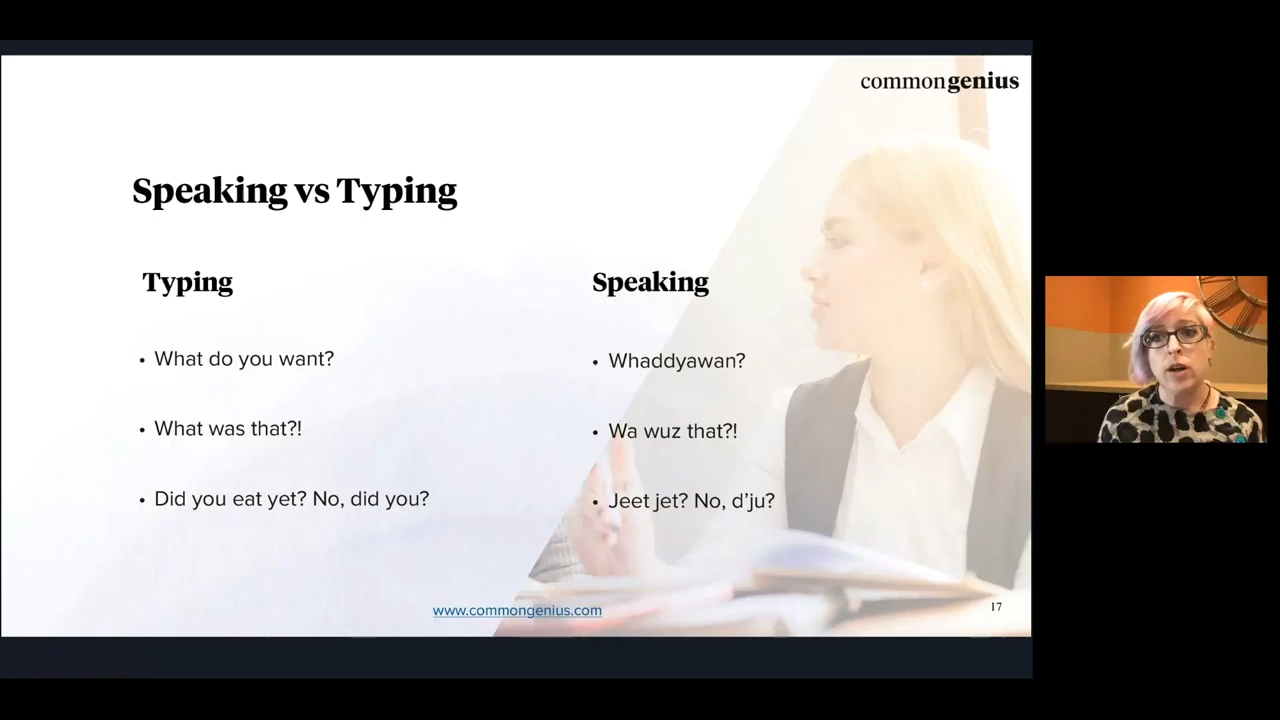 commongenius
Speaking vs Typing
Typing
Speaking
• What do you want?
• What was that?!
• Did you eat yet? No, did you?
• Whaddyawan?
• Wa wuz that?!
• Jeet jet? No, d’ju?
www.commongenius.com
17